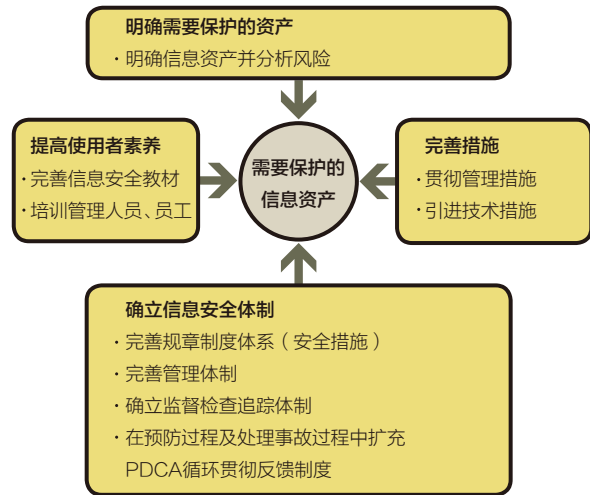 明确需要保护的资产
·明确信息资产并分析风险
提高使用者素养
·完善信息安全教材
·培训管理人员、员工
需要保护的
信息资产
完善措施
·贯彻管理措施
·引进技术措施
确立信息安全体制
·完善规章制度体系（安全措施）
·完善管理体制
·确立监督检查追踪体制
·在预防过程及处理事故过程中扩充
PDCA循环贯彻反馈制度